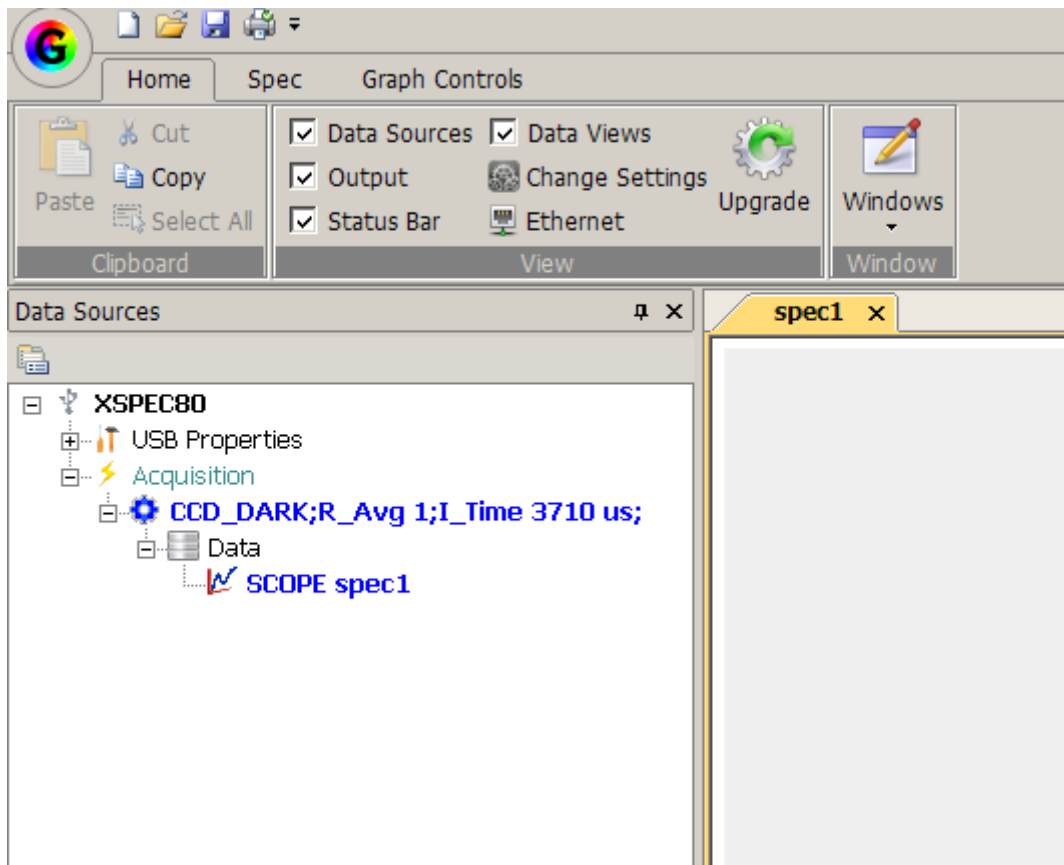 G
Home Spec Graph Controls
Paste
Cut
Copy
Select All
Clipboard
Data Sources
Output
Status Bar
Data Views
Change Settings
Ethernet
Upgrade
View
Windows
Window
Data Sources
spec1
XSPEC80
USB Properties
Acquisition
CCD_DARK;R_Avg 1;I_Time 3710 us;
Data
SCOPE spec1